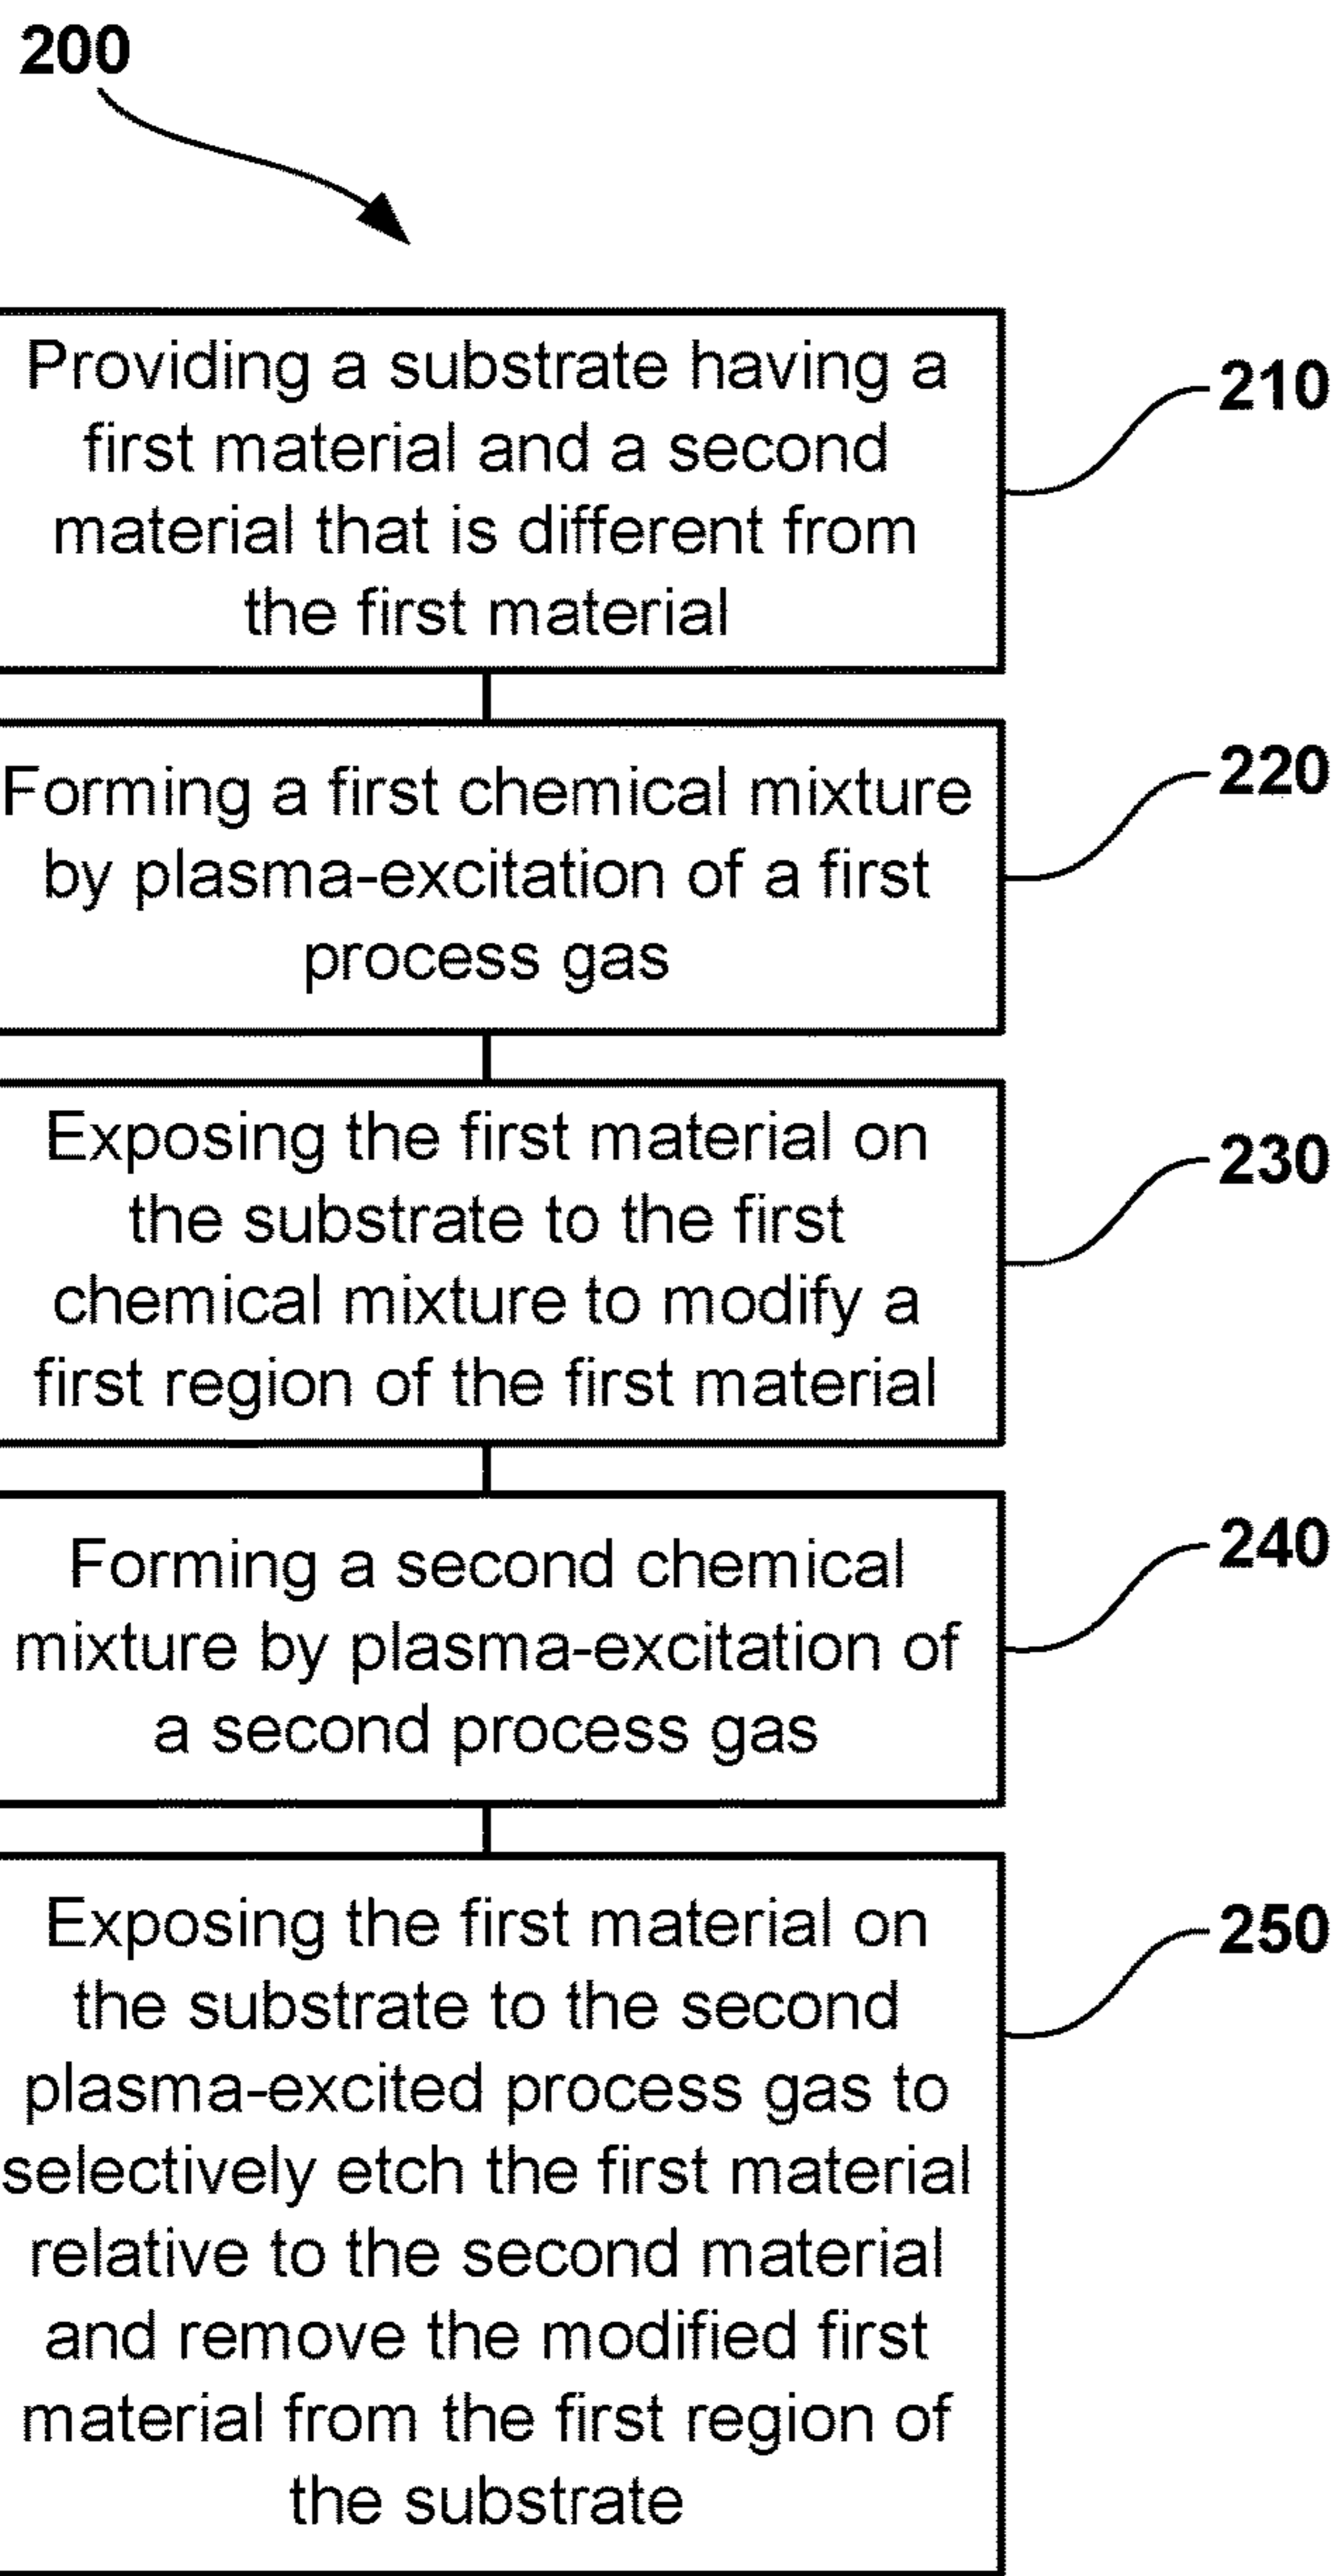 200
Providing a substrate having a
first material and a second
material that is different from
the first material
210
Forming a first chemical mixture
by plasma-excitation of a first
process gas
220
Exposing the first material on
the substrate to the first
chemical mixture to modify a
first region of the first material
230
Forming a second chemical
mixture by plasma-excitation of
a second process gas
240
Exposing the first material on
the substrate to the second
plasma-excited process gas to
selectively etch the first material
relative to the second material
and remove the modified first
material from the first region of
the substrate
250